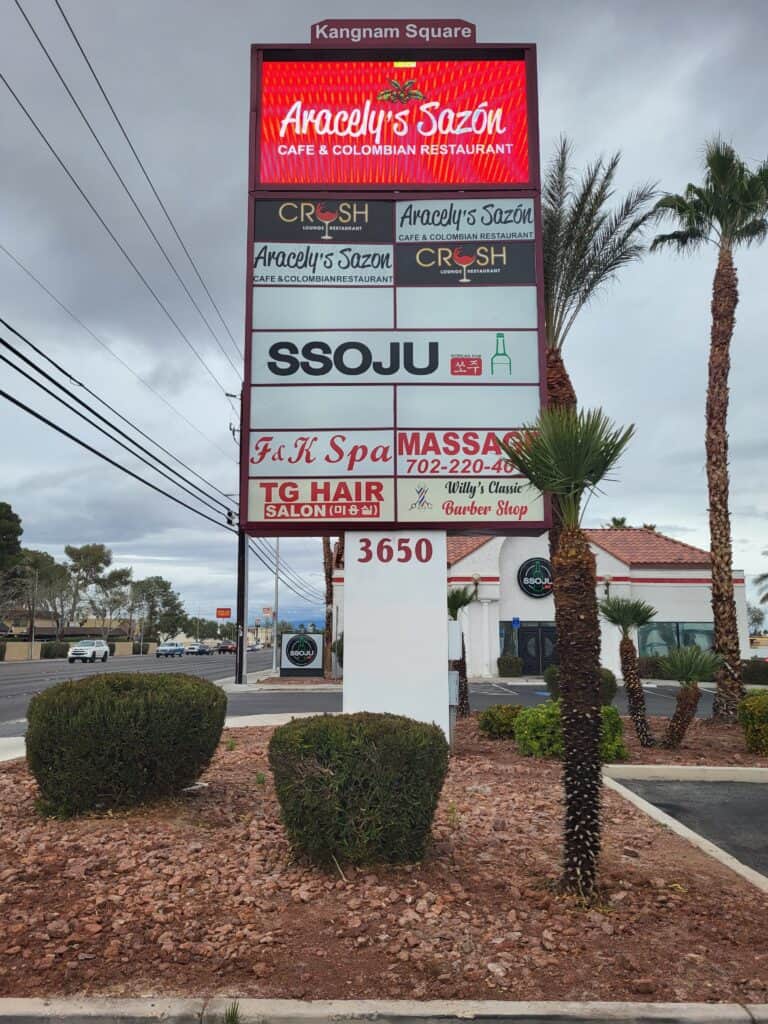 Kangnam Square
Aracely's Sazón
CAFE & COLOMBIAN RESTAURANT
CRUSH
LOUNGE RESTAURANT
Aracely's Sazón
CAFE & COLOMBIAN RESTAURANT
Aracely's Sazon
CAFE & COLOMBIAN RESTAURANT
CRUSH
LOUNGE RESTAURANT
SSOJU
쏘주
F & K Spa
MASSAGE
702-220-4
TG HAIR
SALON (미용실)
Willy's Classic
Barber Shop
3650
SSOJU
SSOJU